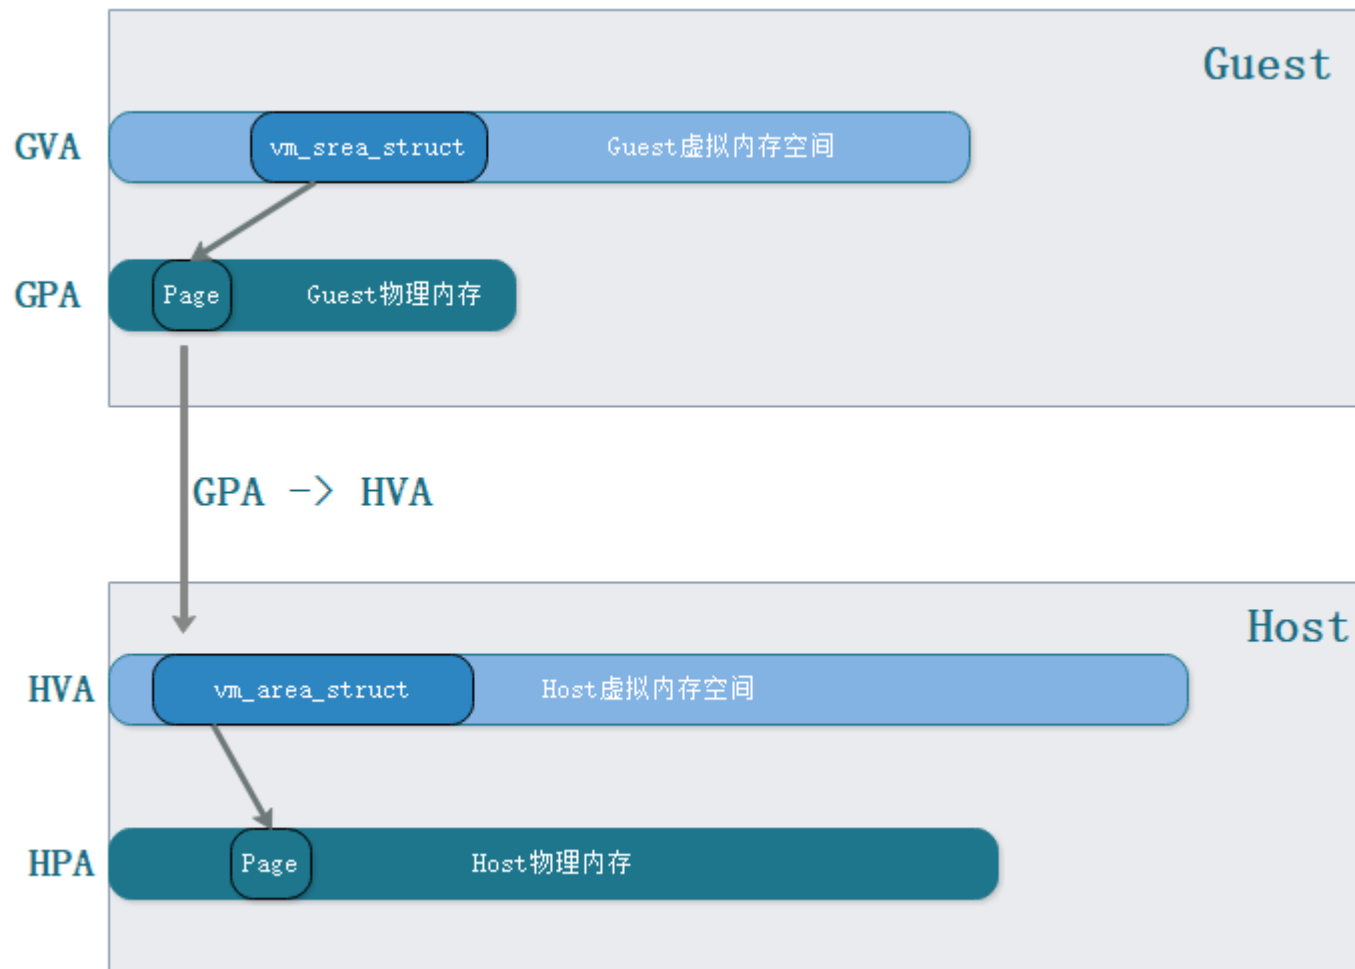 Guest
GVA
vm_srea_struct
Guest虚拟内存空间
GPA
Page
Guest物理内存
GPA -> HVA
Host
HVA
vm_area_struct
Host虚拟内存空间
HPA
Page
Host物理内存